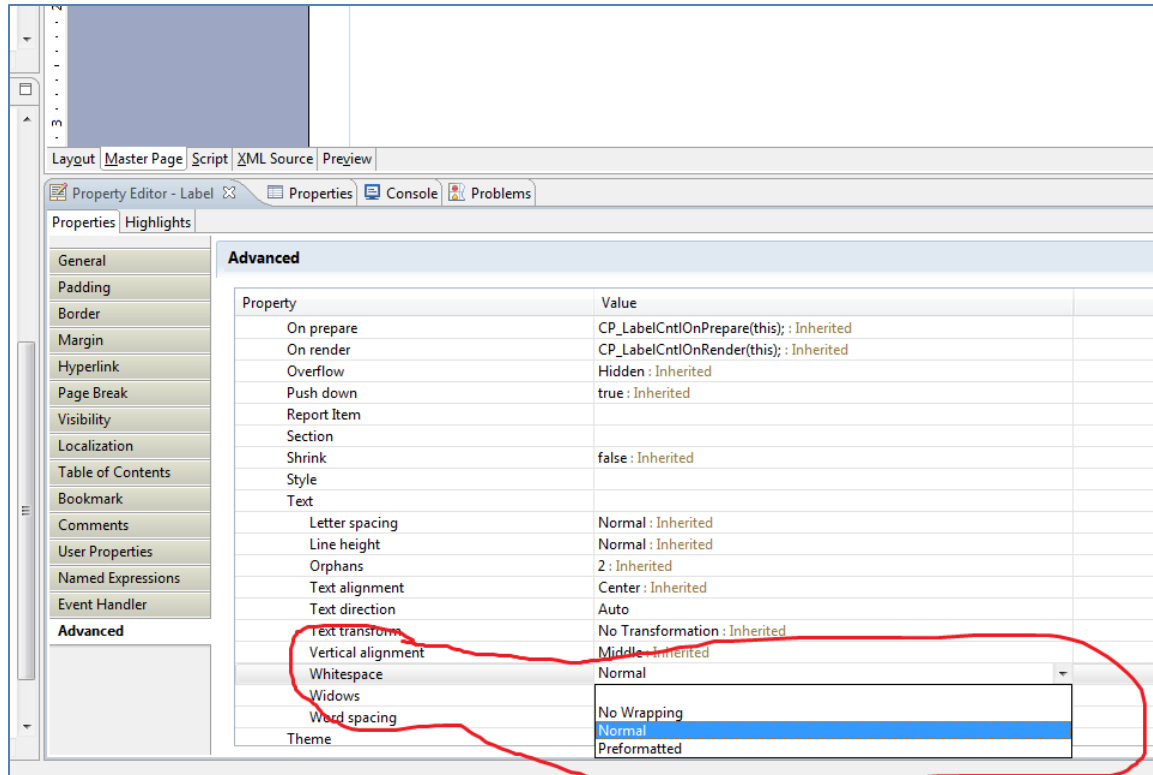 2
3
Layout Master Page Script XML Source Preview
Property Editor - Label Properties Console Problems
Properties Highlights
General
Padding
Border
Margin
Hyperlink
Page Break
Visibility
Localization
Table of Contents
Bookmark
Comments
User Properties
Named Expressions
Event Handler
Advanced
Advanced
Property Value
On prepare CP_LabelCntlOnPrepare(this); : Inherited
On render CP_LabelCntlOnRender(this); : Inherited
Overflow Hidden : Inherited
Push down true : Inherited
Report Item
Section
Shrink false : Inherited
Style
Text
Letter spacing Normal : Inherited
Line height Normal : Inherited
Orphans 2 : Inherited
Text alignment Center : Inherited
Text direction Auto
Text transform No Transformation : Inherited
Vertical alignment Middle : Inherited
Whitespace Normal
Widows
Word spacing
Theme
No Wrapping
Normal
Preformatted